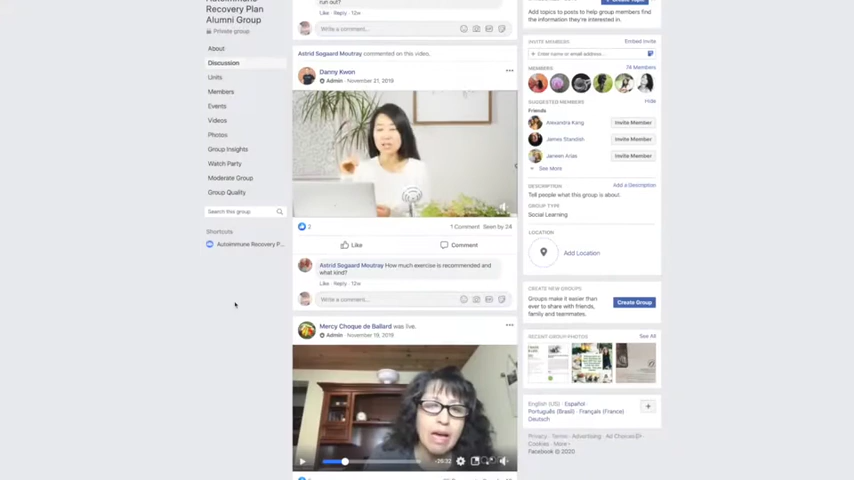 Autoimmune
Recovery Plan
Alumni Group
Private group
About
Discussion
Units
Members
Events
Videos
Photos
Group Insights
Watch Party
Moderate Group
Group Quality
Search this group
Shortcuts
Autoimmune Recovery P...
run out?
Like · Reply · 12w
Write a comment...
Astrid Sogaard Moutray commented on this video.
Danny Kwon
Admin · November 21, 2019
2
1 Comment Seen by 24
Like
Comment
Astrid Sogaard Moutray How much exercise is recommended and
what kind?
Like · Reply · 12w
Write a comment...
Mercy Choque de Ballard was live.
Admin · November 19, 2019
-26:32
Add topics to posts to help group members
find the information they're interested in.
INVITE MEMBERS
Embed Invite
+ Enter name or email address...
MEMBERS
74 Members
SUGGESTED MEMBERS
Hide
Friends
Alexandra Kang
Invite Member
James Standish
Invite Member
Janeen Arias
Invite Member
See More
DESCRIPTION
Add a Description
Tell people what this group is about.
GROUP TYPE
Social Learning
LOCATION
Add Location
CREATE NEW GROUPS
Groups make it easier than
ever to share with friends,
family and teammates.
Create Group
RECENT GROUP PHOTOS
See All
English (US) · Español ·
Português (Brasil) · Français (France) ·
Deutsch
+
Privacy · Terms · Advertising · Ad Choices ·
Cookies · More
Facebook © 2020